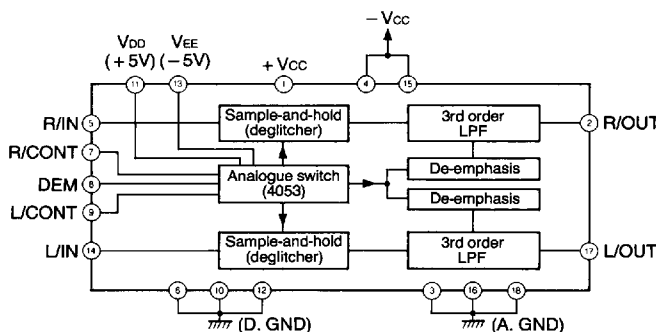 − VCC
VDD
(+5V)
VEE
(−5V)
+ VCC
11
13
1
4
15
R/IN
5
Sample-and-hold
(deglitcher)
3rd order
LPF
2
R/OUT
R/CONT
7
DEM
8
Analogue switch
(4053)
De-emphasis
De-emphasis
L/CONT
9
L/IN
14
Sample-and-hold
(deglitcher)
3rd order
LPF
17
L/OUT
6
10
12
3
16
18
(D. GND)
(A. GND)